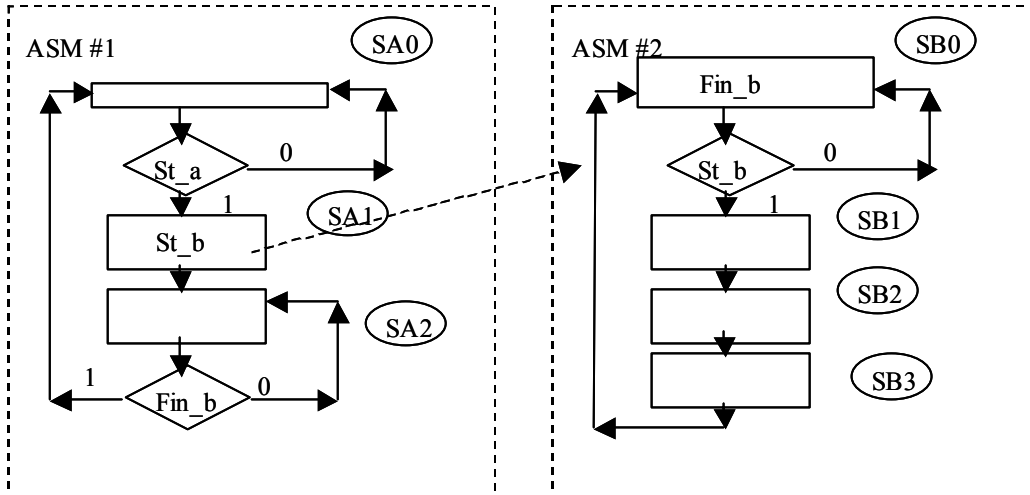 ASM #1
SA0
St_a
0
1
SA1
St_b
SA2
1
Fin_b
0
ASM #2
SB0
Fin_b
St_b
0
1
SB1
SB2
SB3